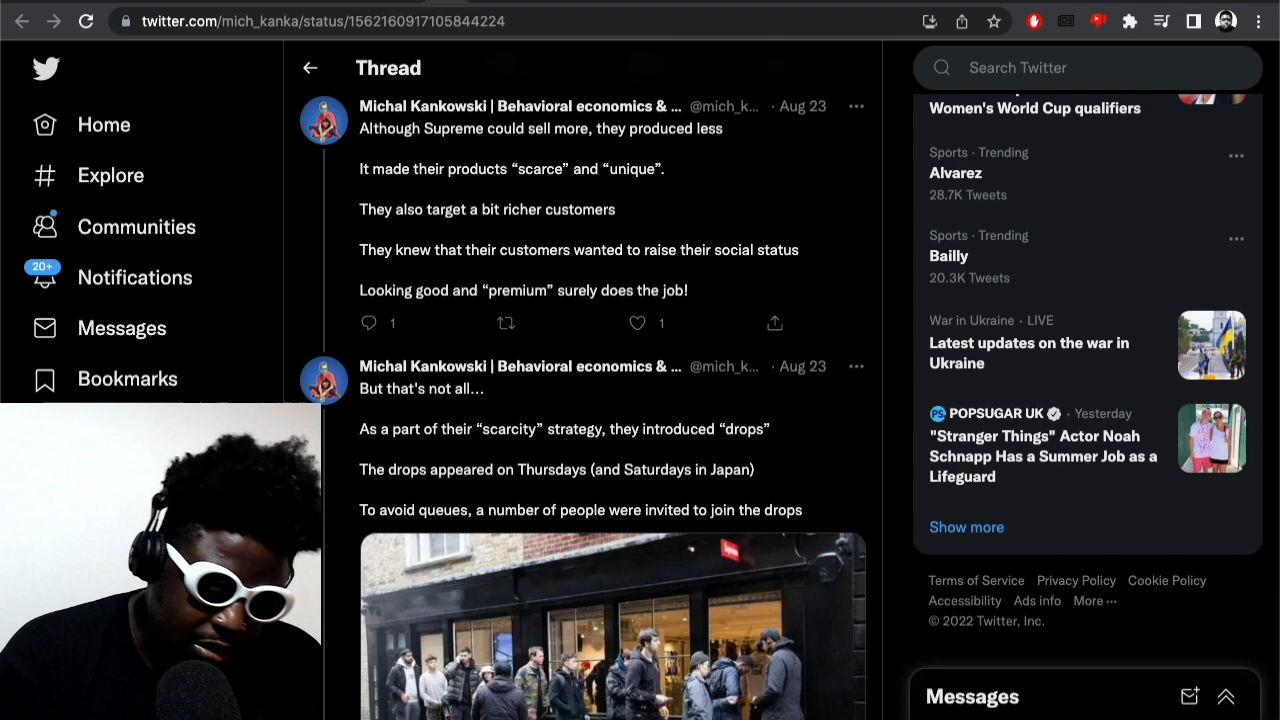 twitter.com/mich_kanka/status/1562160917105844224
Home
Explore
Communities
20+
Notifications
Messages
Bookmarks
Thread
Michal Kankowski | Behavioral economics & ... @mich_k... · Aug 23
Although Supreme could sell more, they produced less
It made their products “scarce” and “unique”.
They also target a bit richer customers
They knew that their customers wanted to raise their social status
Looking good and “premium” surely does the job!
1
1
Michal Kankowski | Behavioral economics & ... @mich_k... · Aug 23
But that's not all…
As a part of their “scarcity” strategy, they introduced “drops”
The drops appeared on Thursdays (and Saturdays in Japan)
To avoid queues, a number of people were invited to join the drops
Search Twitter
Women's World Cup qualifiers
Sports · Trending
Alvarez
28.7K Tweets
Sports · Trending
Bailly
20.3K Tweets
War in Ukraine · LIVE
Latest updates on the war in
Ukraine
PS POPSUGAR UK · Yesterday
"Stranger Things" Actor Noah
Schnapp Has a Summer Job as a
Lifeguard
Show more
Terms of Service Privacy Policy Cookie Policy
Accessibility Ads info More ···
© 2022 Twitter, Inc.
Messages